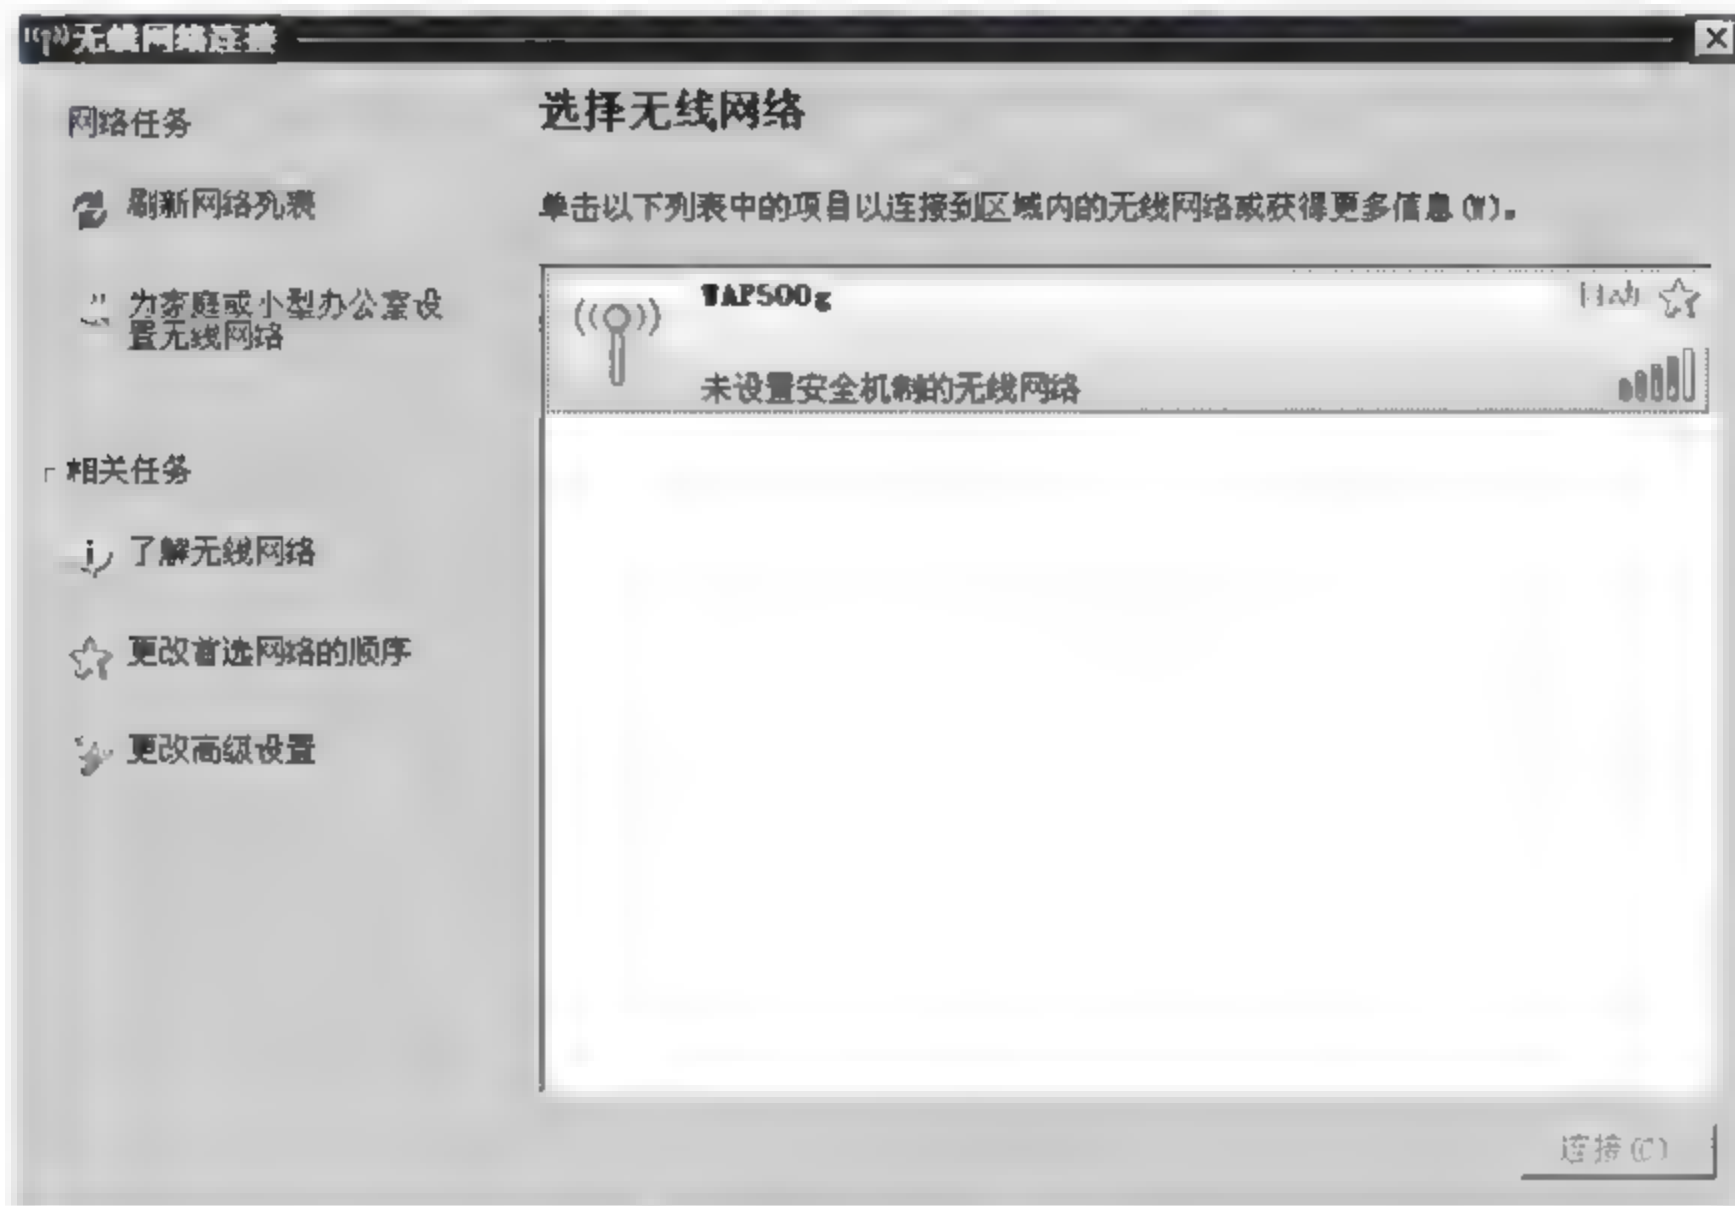 无线网络连接
网络任务
刷新网络列表
为家庭或小型办公室设
置无线网络
相关任务
了解无线网络
更改首选网络的顺序
更改高级设置
选择无线网络
单击以下列表中的项目以连接到区域内的无线网络或获得更多信息(W)。
WAP500g
自动
未设置安全机制的无线网络
连接(C)